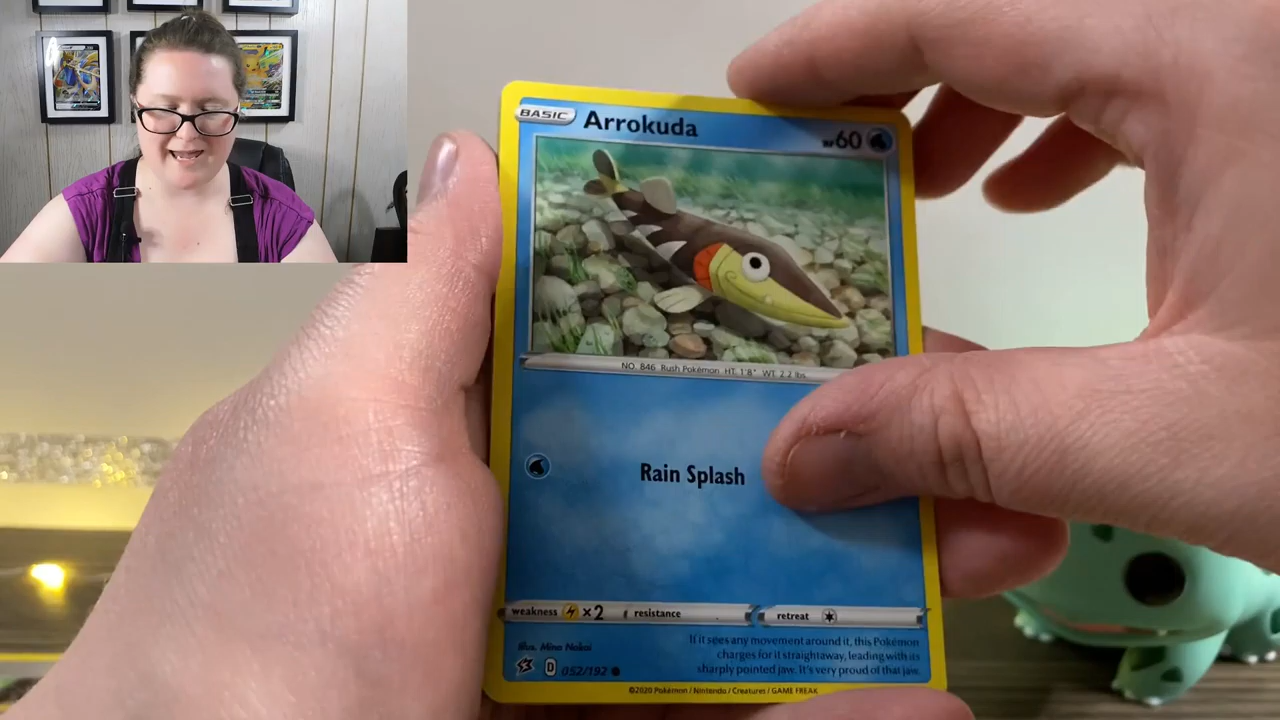 BASIC Arrokuda 60
NO. 846 Rush Pokémon HT. 1'8" WT. 2.2 lbs.
Rain Splash
weakness ×2 resistance retreat
Illus. Mina Nakai
D 052/192
If it sees any movement around it, this Pokémon
charges for it straightaway, leading with its
sharply pointed jaw. It's very proud of that jaw.
©2020 Pokémon / Nintendo / Creatures / GAME FREAK